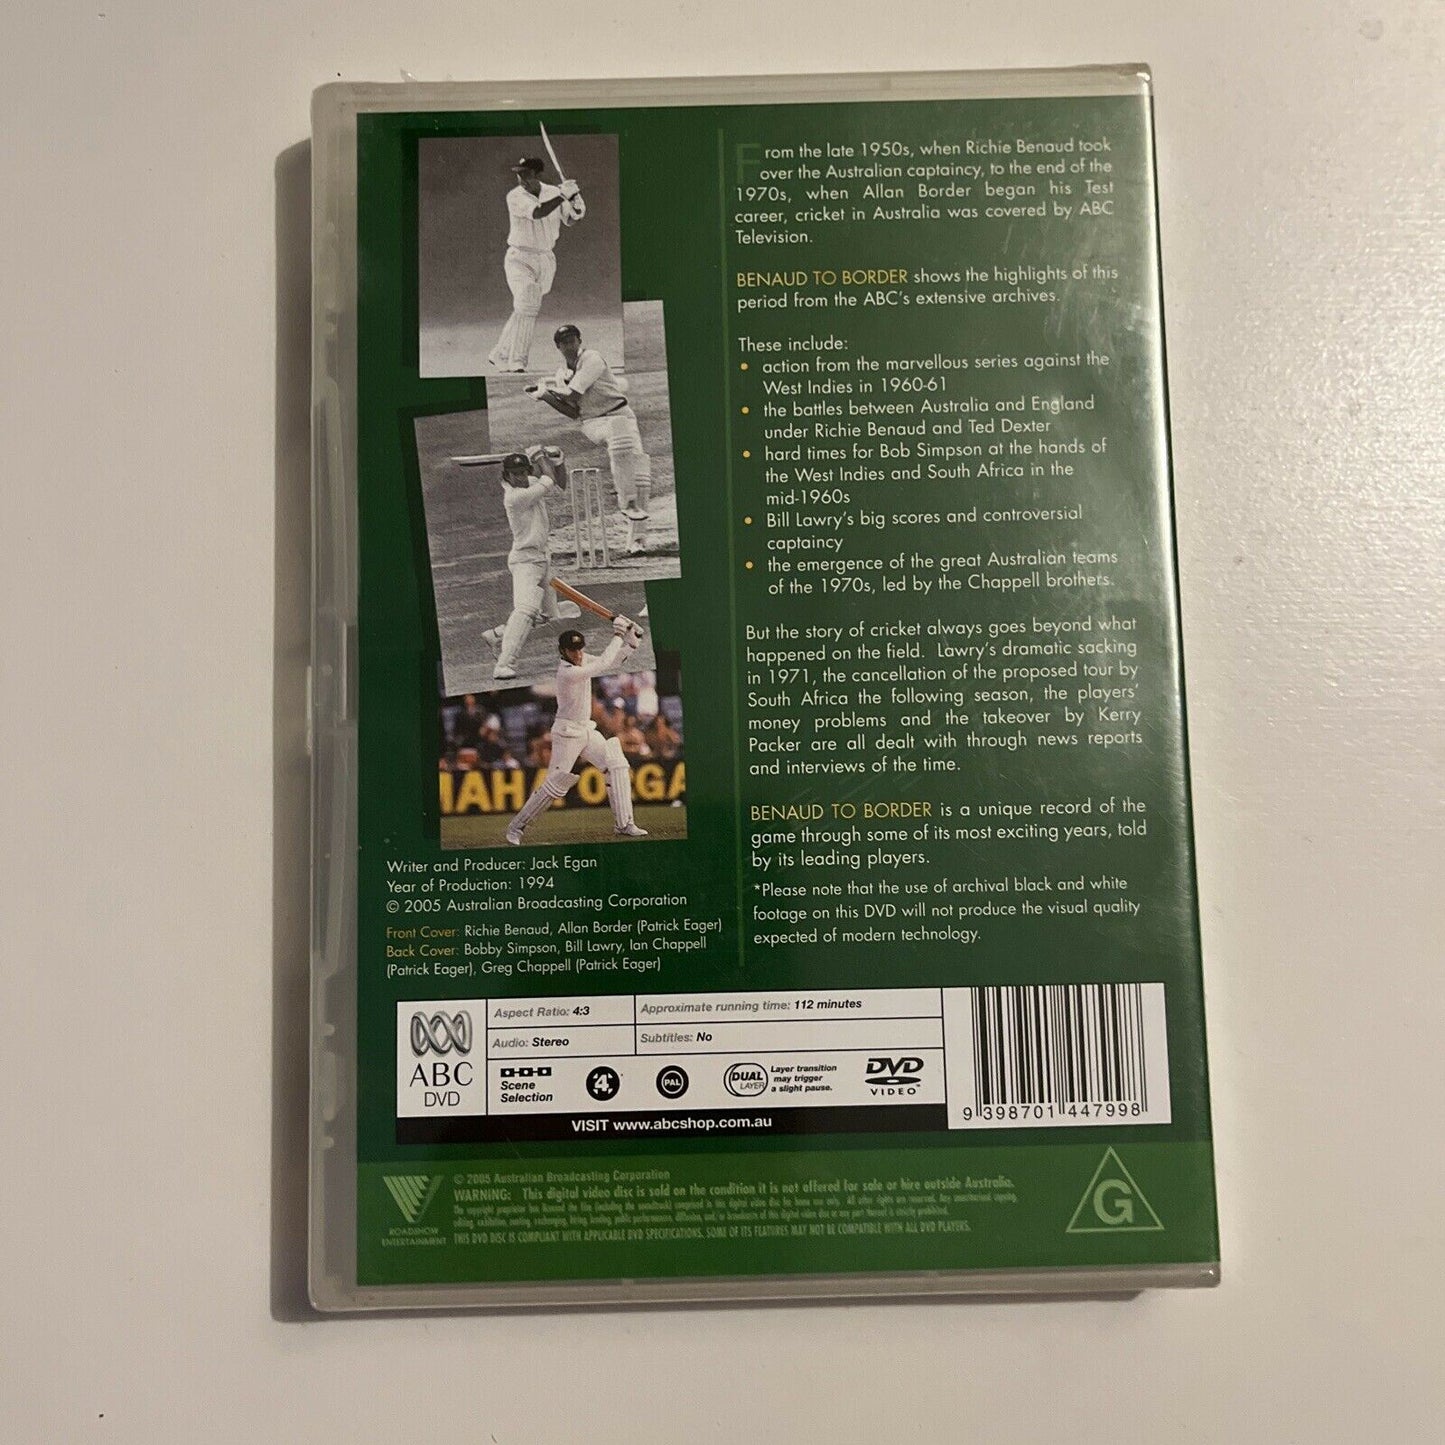 From the late 1950s, when Richie Benaud took
over the Australian captaincy, to the end of the
1970s, when Allan Border began his Test
career, cricket in Australia was covered by ABC
Television.
BENAUD TO BORDER shows the highlights of this
period from the ABC's extensive archives.
These include:
• action from the marvellous series against the
West Indies in 1960-61
• the battles between Australia and England
under Richie Benaud and Ted Dexter
• hard times for Bob Simpson at the hands of
the West Indies and South Africa in the
mid-1960s
• Bill Lawry's big scores and controversial
captaincy
• the emergence of the great Australian teams
of the 1970s, led by the Chappell brothers.
But the story of cricket always goes beyond what
happened on the field. Lawry's dramatic sacking
in 1971, the cancellation of the proposed tour by
South Africa the following season, the players'
money problems and the takeover by Kerry
Packer are all dealt with through news reports
and interviews of the time.
BENAUD TO BORDER is a unique record of the
game through some of its most exciting years, told
by its leading players.
*Please note that the use of archival black and white
footage on this DVD will not produce the visual quality
expected of modern technology.
Writer and Producer: Jack Egan
Year of Production: 1994
© 2005 Australian Broadcasting Corporation
Front Cover: Richie Benaud, Allan Border (Patrick Eager)
Back Cover: Bobby Simpson, Bill Lawry, Ian Chappell
(Patrick Eager), Greg Chappell (Patrick Eager)
ABC
DVD
Aspect Ratio: 4:3
Approximate running time: 112 minutes
Audio: Stereo
Subtitles: No
Scene
Selection
4
PAL
DUAL
LAYER
Layer transition
may trigger
a slight pause.
DVD
VIDEO
VISIT www.abcshop.com.au
9 398701 447998
ROADSHOW
ENTERTAINMENT
© 2005 Australian Broadcasting Corporation
WARNING: This digital video disc is sold on the condition it is not offered for sale or hire outside Australia.
THIS DVD DISC IS COMPLIANT WITH APPLICABLE DVD SPECIFICATIONS. SOME OF ITS FEATURES MAY NOT BE COMPATIBLE WITH ALL DVD PLAYERS.
G